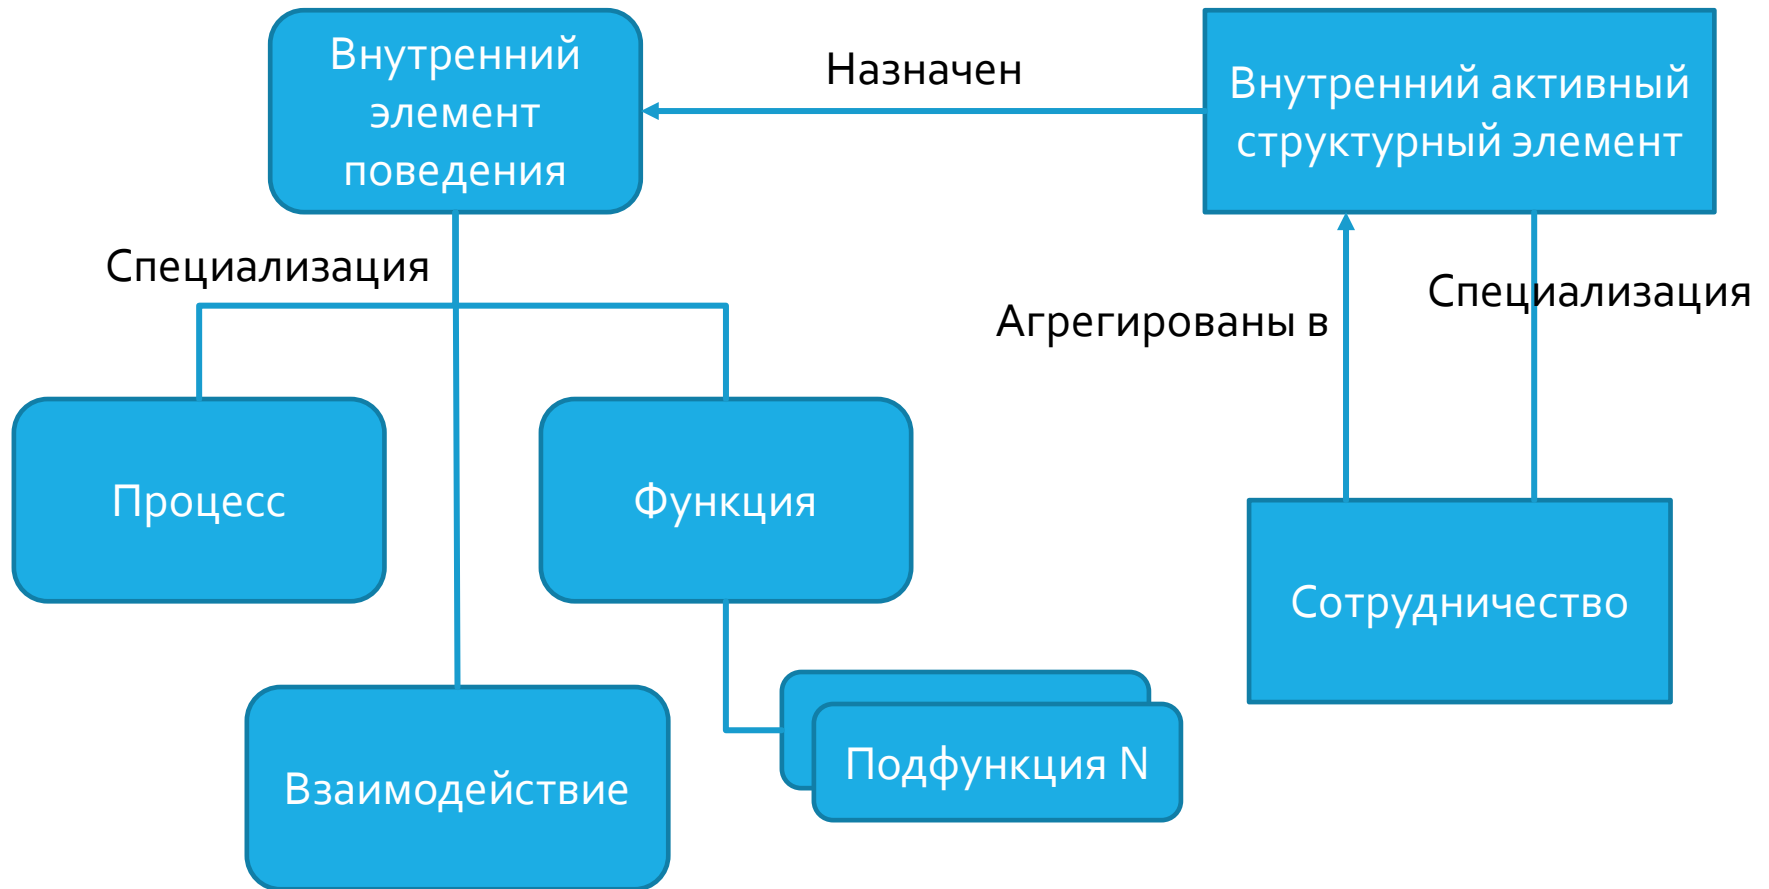 Внутренний
элемент
поведения
Назначен
Внутренний активный
структурный элемент
Специализация
Агрегированы в
Специализация
Процесс
Функция
Сотрудничество
Взаимодействие
Подфункция N